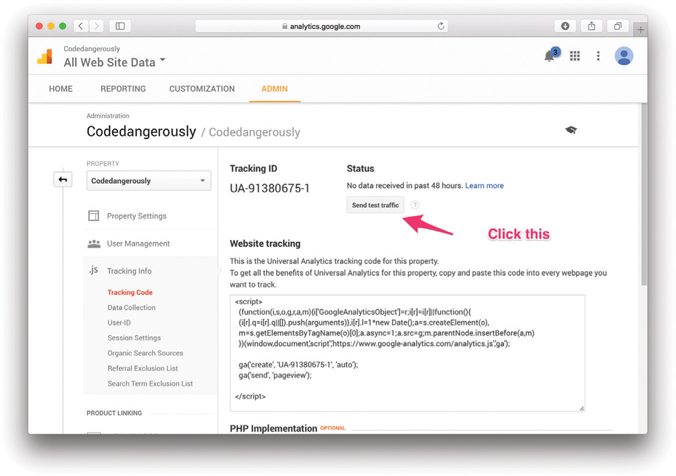 analytics.google.com
Codedangerously
All Web Site Data
3
HOME REPORTING CUSTOMIZATION ADMIN
Administration
Codedangerously / Codedangerously
PROPERTY
Codedangerously
Property Settings
User Management
.js Tracking Info
Tracking Code
Data Collection
User-ID
Session Settings
Organic Search Sources
Referral Exclusion List
Search Term Exclusion List
PRODUCT LINKING
Tracking ID
UA-91380675-1
Status
No data received in past 48 hours. Learn more
Send test traffic ?
Click this
Website tracking
This is the Universal Analytics tracking code for this property.
To get all the benefits of Universal Analytics for this property, copy and paste this code into every webpage you
want to track.
<script>
(function(i,s,o,g,r,a,m){i['GoogleAnalyticsObject']=r;i[r]=i[r]||function(){
(i[r].q=i[r].q||[]).push(arguments)},i[r].l=1*new Date();a=s.createElement(o),
m=s.getElementsByTagName(o)[0];a.async=1;a.src=g;m.parentNode.insertBefore(a,m)
})(window,document,'script','https://www.google-analytics.com/analytics.js','ga');
ga('create', 'UA-91380675-1', 'auto');
ga('send', 'pageview');
</script>
PHP Implementation OPTIONAL